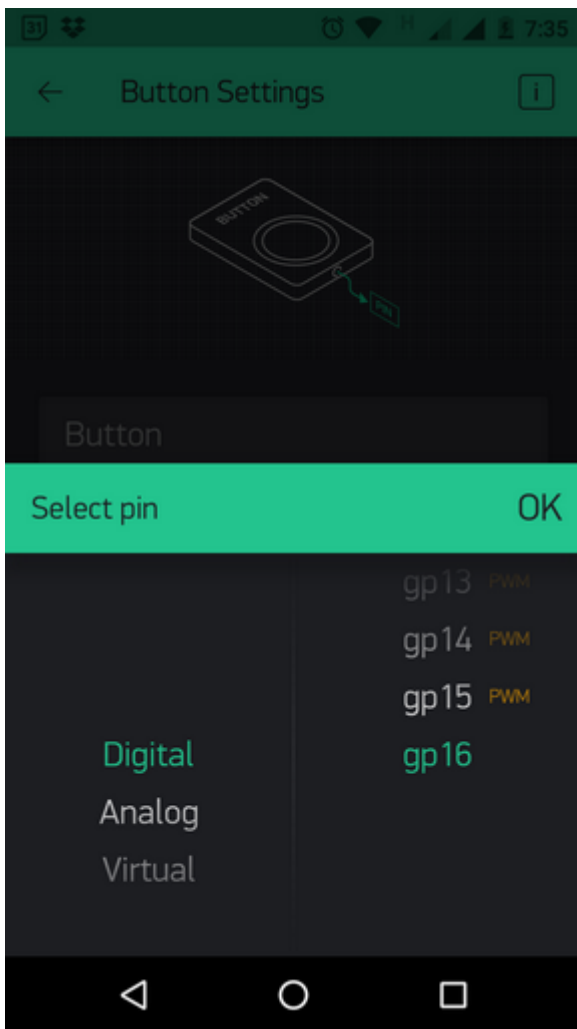 31 H 7:35
Button Settings i
BUTTON
PIN
Button
Select pin OK
gp13 PWM
gp14 PWM
gp15 PWM
Digital gp16
Analog
Virtual